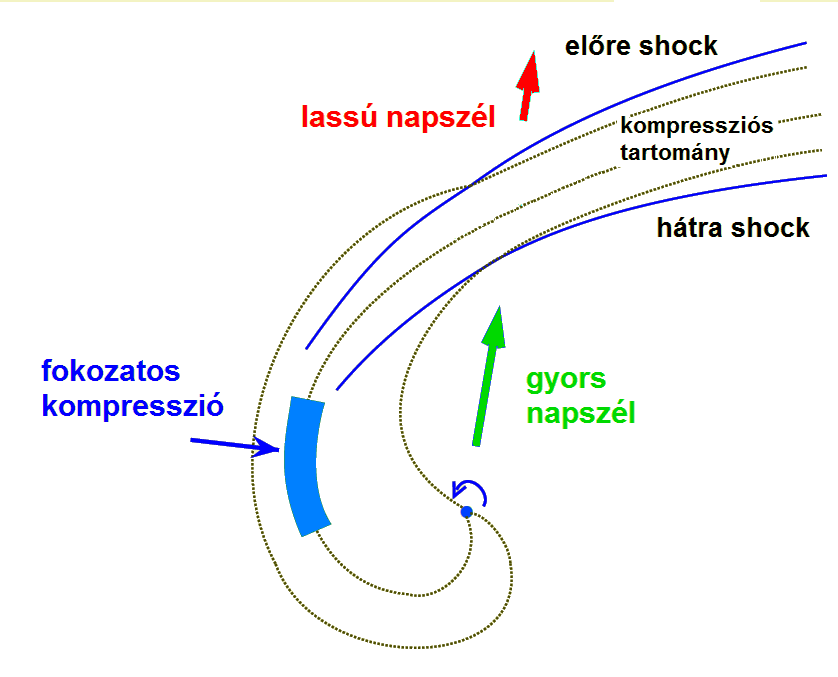 előre shock
lassú napszél
kompressziós
tartomány
hátra shock
fokozatos
kompresszió
gyors
napszél